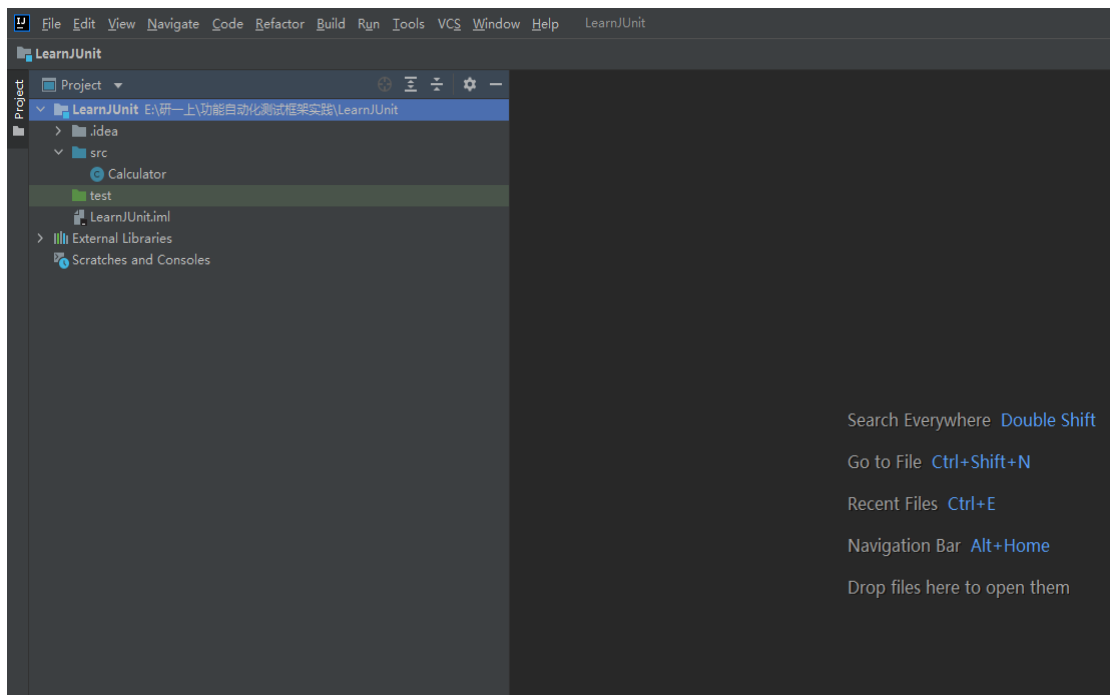 File Edit View Navigate Code Refactor Build Run Tools VCS Window Help LearnJUnit
LearnJUnit
Project
Project
LearnJUnit E:\研一上\功能自动化测试框架实践\LearnJUnit
.idea
src
Calculator
test
LearnJUnit.iml
External Libraries
Scratches and Consoles
Search Everywhere Double Shift
Go to File Ctrl+Shift+N
Recent Files Ctrl+E
Navigation Bar Alt+Home
Drop files here to open them